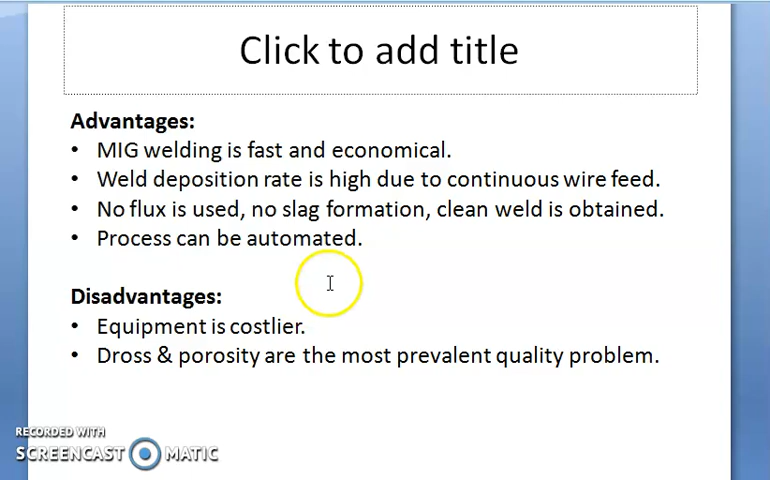 Click to add title
Advantages:
• MIG welding is fast and economical.
• Weld deposition rate is high due to continuous wire feed.
• No flux is used, no slag formation, clean weld is obtained.
• Process can be automated.
Disadvantages:
• Equipment is costlier.
• Dross & porosity are the most prevalent quality problem.
RECORDED WITH
SCREENCAST MATIC